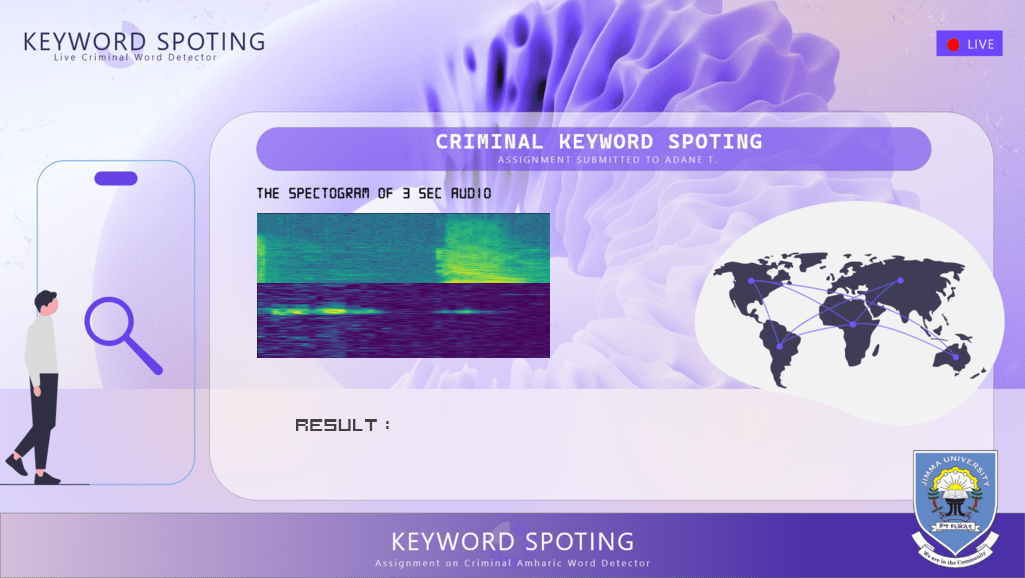 KEYWORD SPOTING
Live Criminal Word Detector
LIVE
CRIMINAL KEYWORD SPOTING
ASSIGNMENT SUBMITTED TO ADANE T.
THE SPECTOGRAM OF 3 SEC AUDIO
RESULT :
JIMMA UNIVERSITY
We are in the Community
KEYWORD SPOTING
Assignment on Criminal Amharic Word Detector